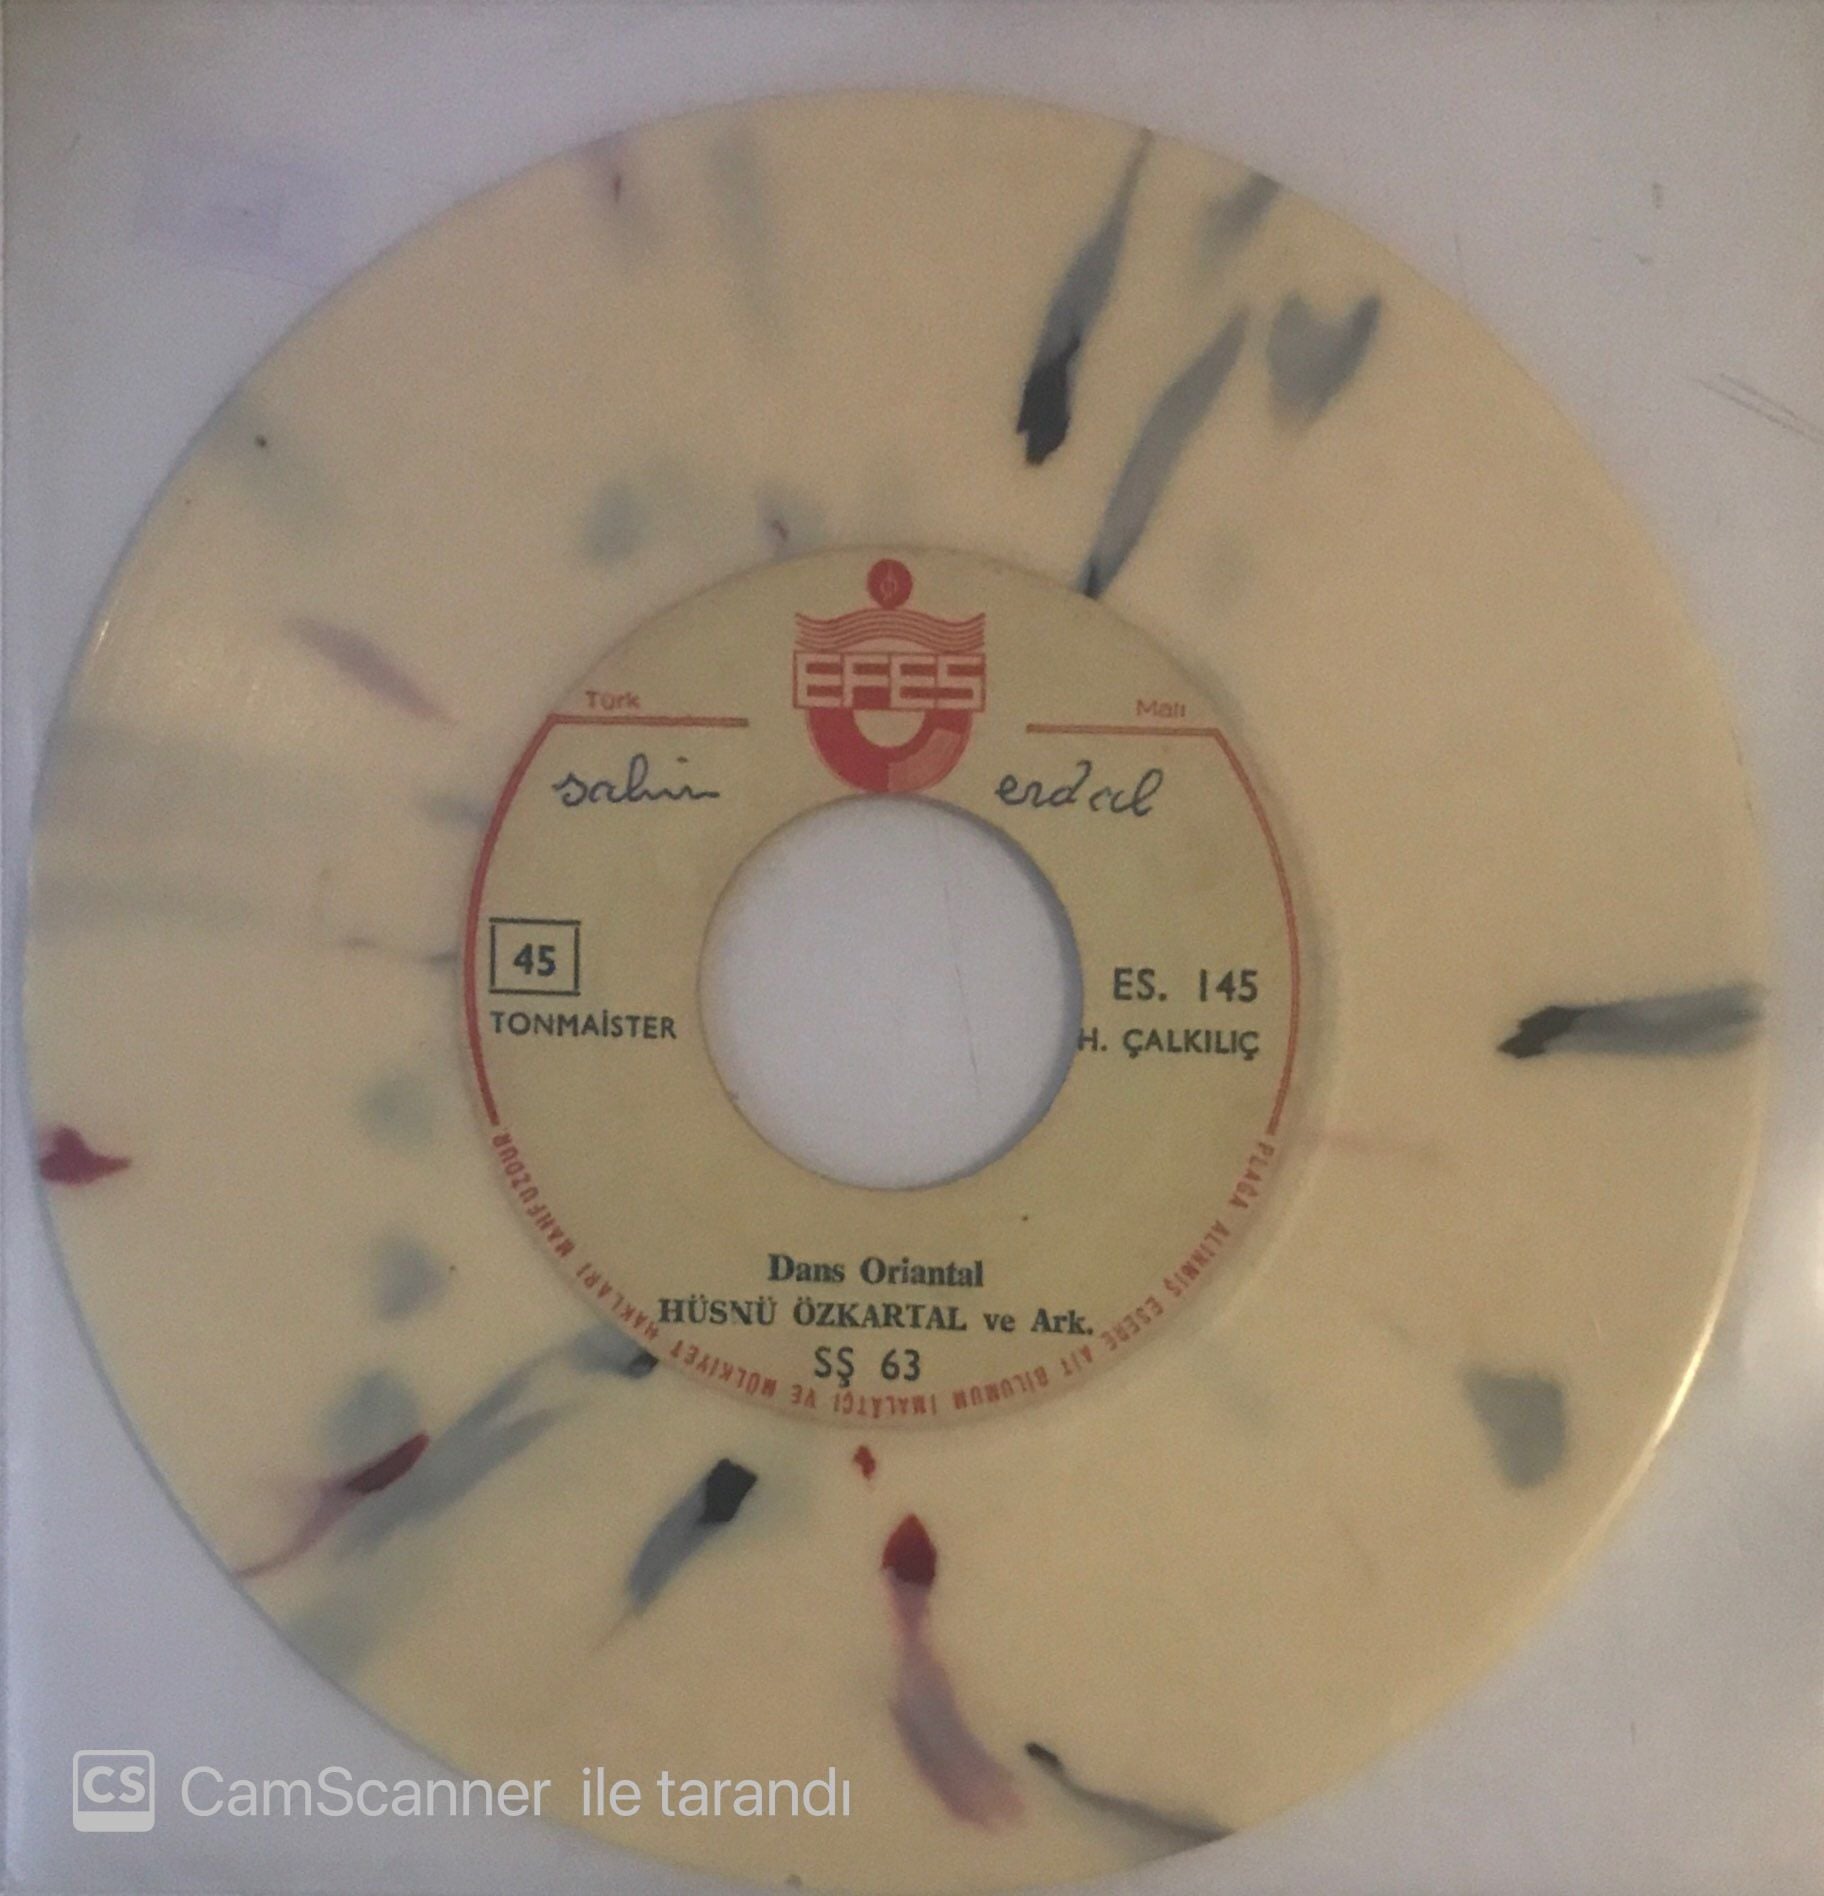 EFES
Türk Malı
sahin erdal
45
ES. 145
TONMAİSTER H. ÇALKILIÇ
Dans Oriantal
HÜSNÜ ÖZKARTAL ve Ark.
SŞ 63
PLAĞA ALINMIŞ ESERE AİT BİLUMUM İMALÂTÇI VE MÜLKİYET HAKLARI MAHFUZDUR
CS CamScanner ile tarandı